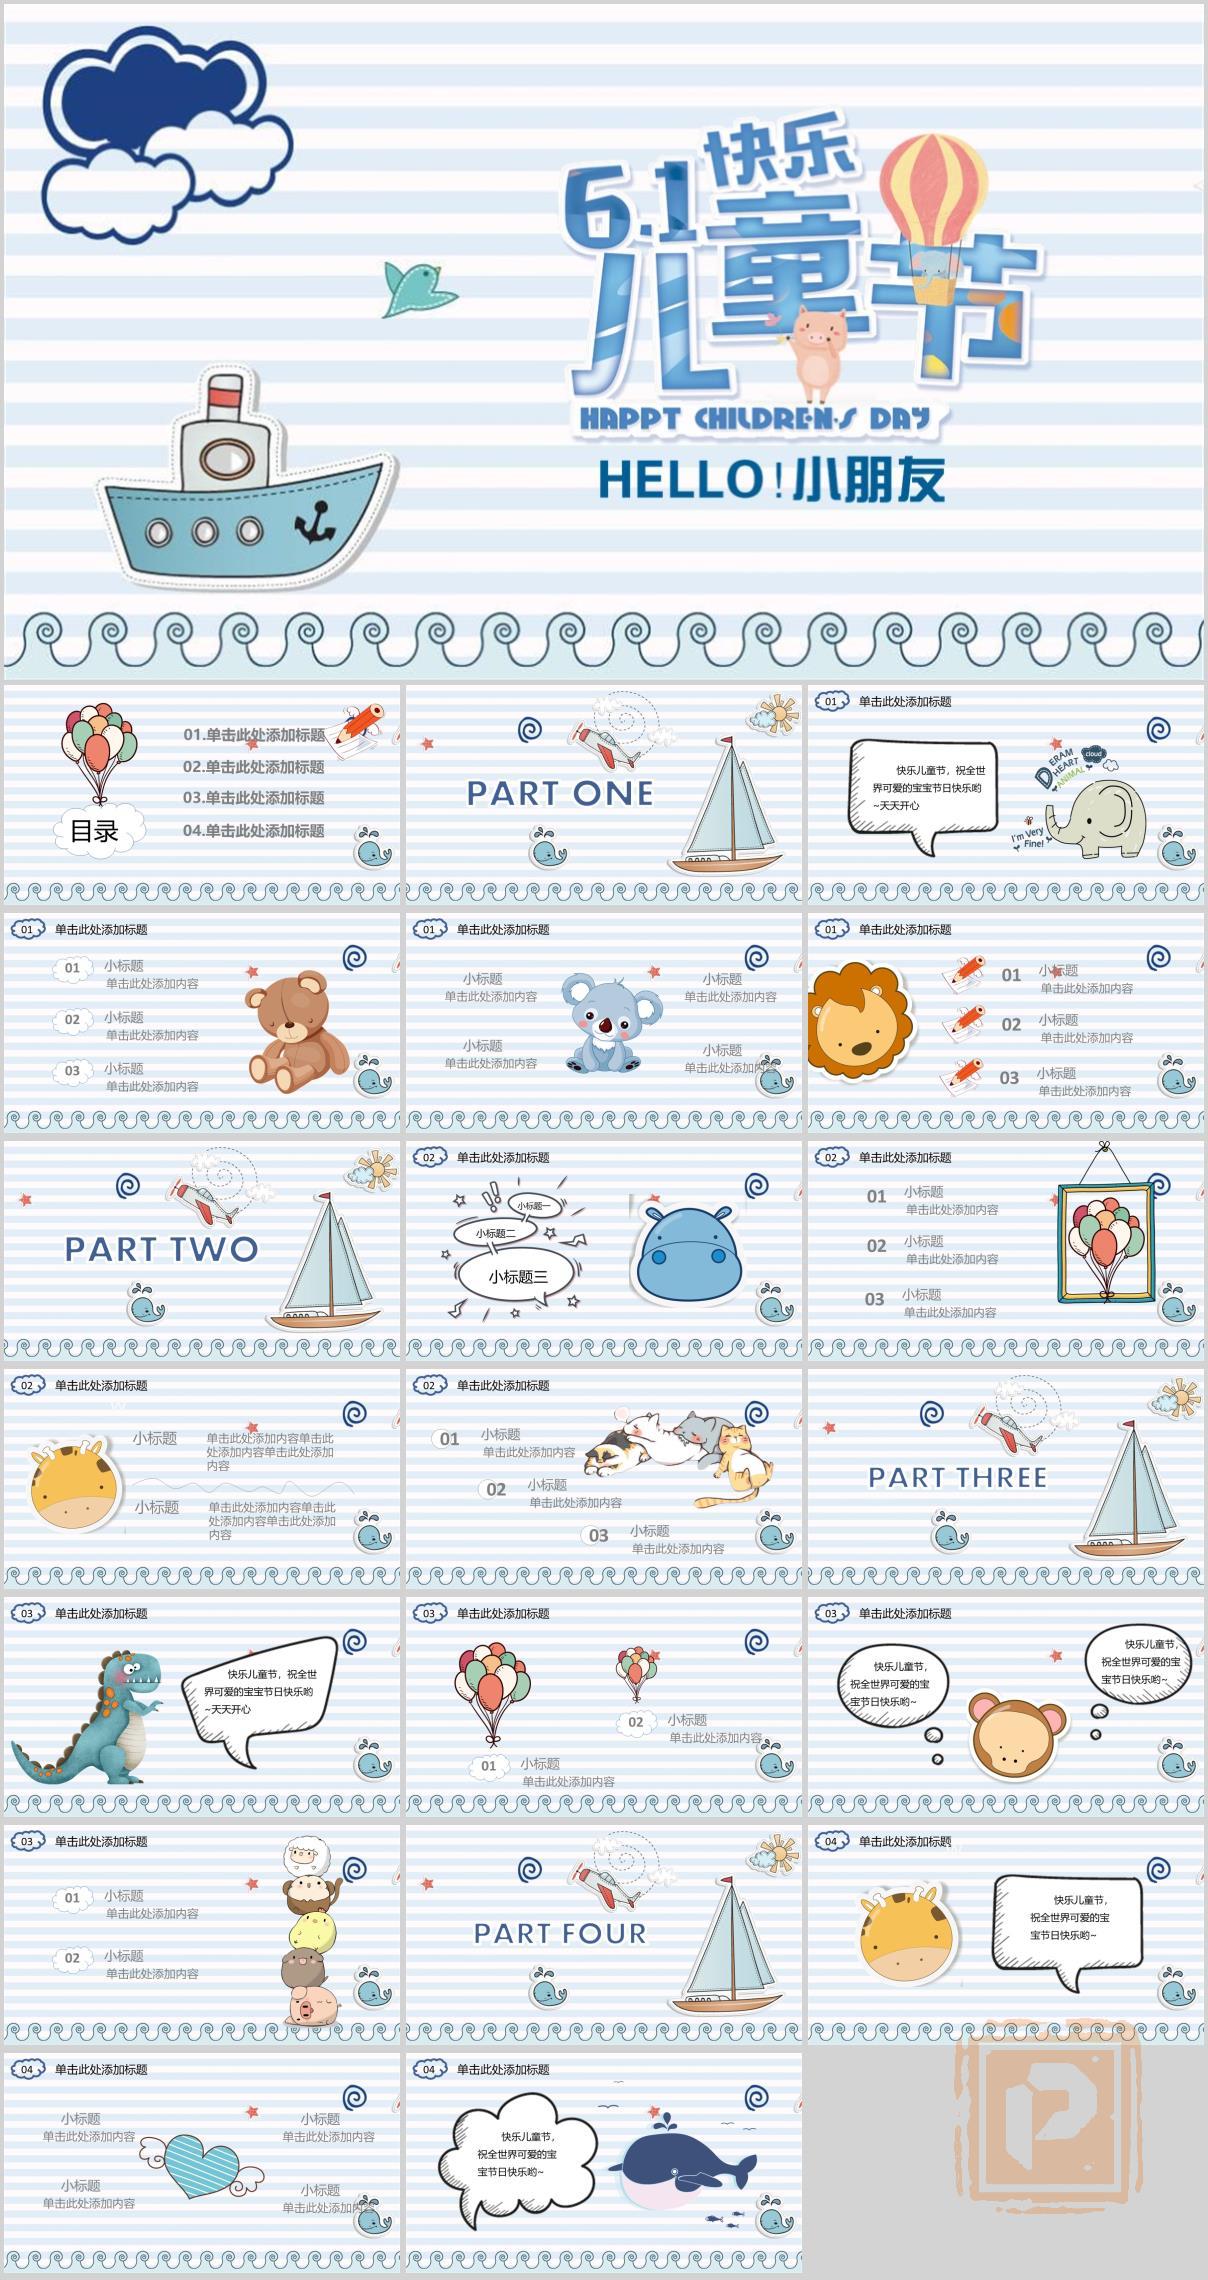 6.1快乐
儿童节
HAPPT CHILDREN'S DAY
HELLO!小朋友
目录
01.单击此处添加标题
02.单击此处添加标题
03.单击此处添加标题
04.单击此处添加标题
PART ONE
01 单击此处添加标题
快乐儿童节，祝全世
界可爱的宝宝节日快乐哟
~天天开心
DERAM
HEART
ANIMAL
cloud
I'm Very
Fine!
01 单击此处添加标题
01 小标题
单击此处添加内容
02 小标题
单击此处添加内容
03 小标题
单击此处添加内容
01 单击此处添加标题
小标题
单击此处添加内容
小标题
单击此处添加内容
小标题
单击此处添加内容
小标题
单击此处添加内容
01 单击此处添加标题
01 小标题
单击此处添加内容
02 小标题
单击此处添加内容
03 小标题
单击此处添加内容
PART TWO
02 单击此处添加标题
小标题一
小标题二
小标题三
02 单击此处添加标题
01 小标题
单击此处添加内容
02 小标题
单击此处添加内容
03 小标题
单击此处添加内容
02 单击此处添加标题
小标题
单击此处添加内容单击此
处添加内容单击此处添加
内容
小标题
单击此处添加内容单击此
处添加内容单击此处添加
内容
02 单击此处添加标题
01 小标题
单击此处添加内容
02 小标题
单击此处添加内容
03 小标题
单击此处添加内容
PART THREE
03 单击此处添加标题
快乐儿童节，祝全世
界可爱的宝宝节日快乐哟
~天天开心
03 单击此处添加标题
02 小标题
单击此处添加内容
01 小标题
单击此处添加内容
03 单击此处添加标题
快乐儿童节，
祝全世界可爱的宝
宝节日快乐哟~
快乐儿童节，
祝全世界可爱的宝
宝节日快乐哟~
03 单击此处添加标题
01 小标题
单击此处添加内容
02 小标题
单击此处添加内容
PART FOUR
04 单击此处添加标题
快乐儿童节，
祝全世界可爱的宝
宝节日快乐哟~
04 单击此处添加标题
小标题
单击此处添加内容
小标题
单击此处添加内容
小标题
单击此处添加内容
小标题
单击此处添加内容
04 单击此处添加标题
快乐儿童节，
祝全世界可爱的宝
宝节日快乐哟~
P